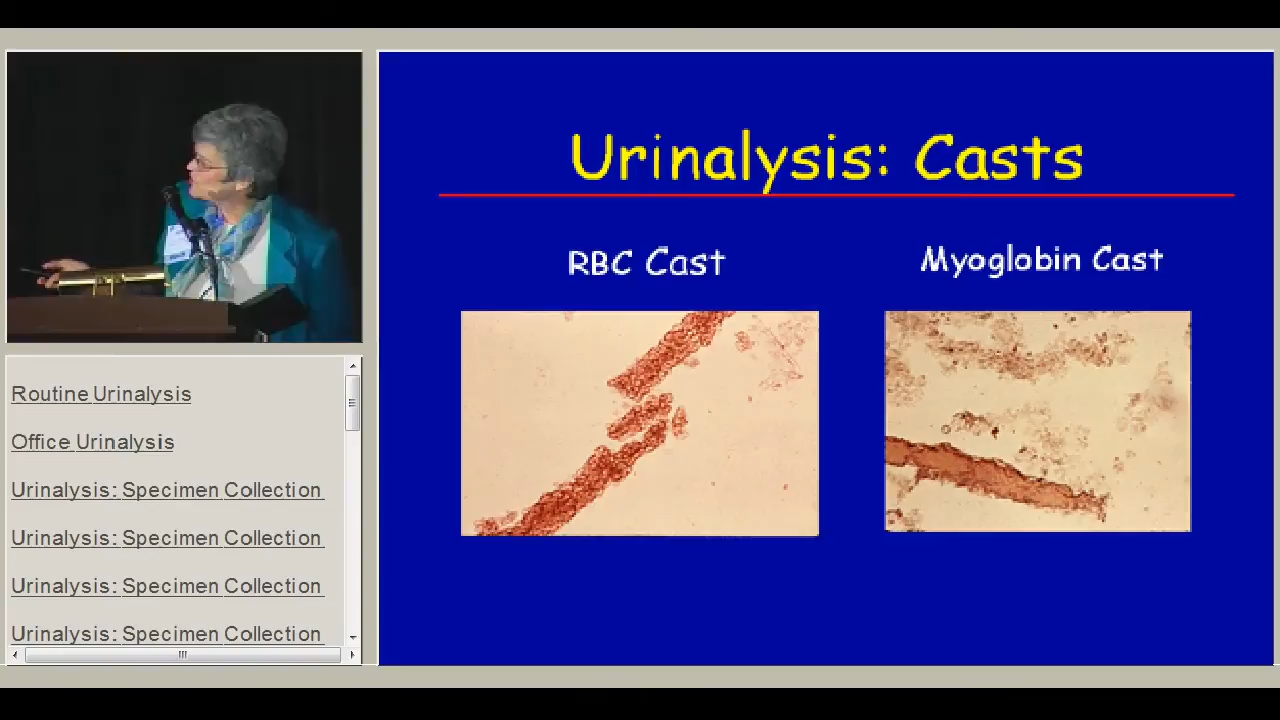 Urinalysis: Casts
RBC Cast
Myoglobin Cast
Routine Urinalysis
Office Urinalysis
Urinalysis: Specimen Collection
Urinalysis: Specimen Collection
Urinalysis: Specimen Collection
Urinalysis: Specimen Collection